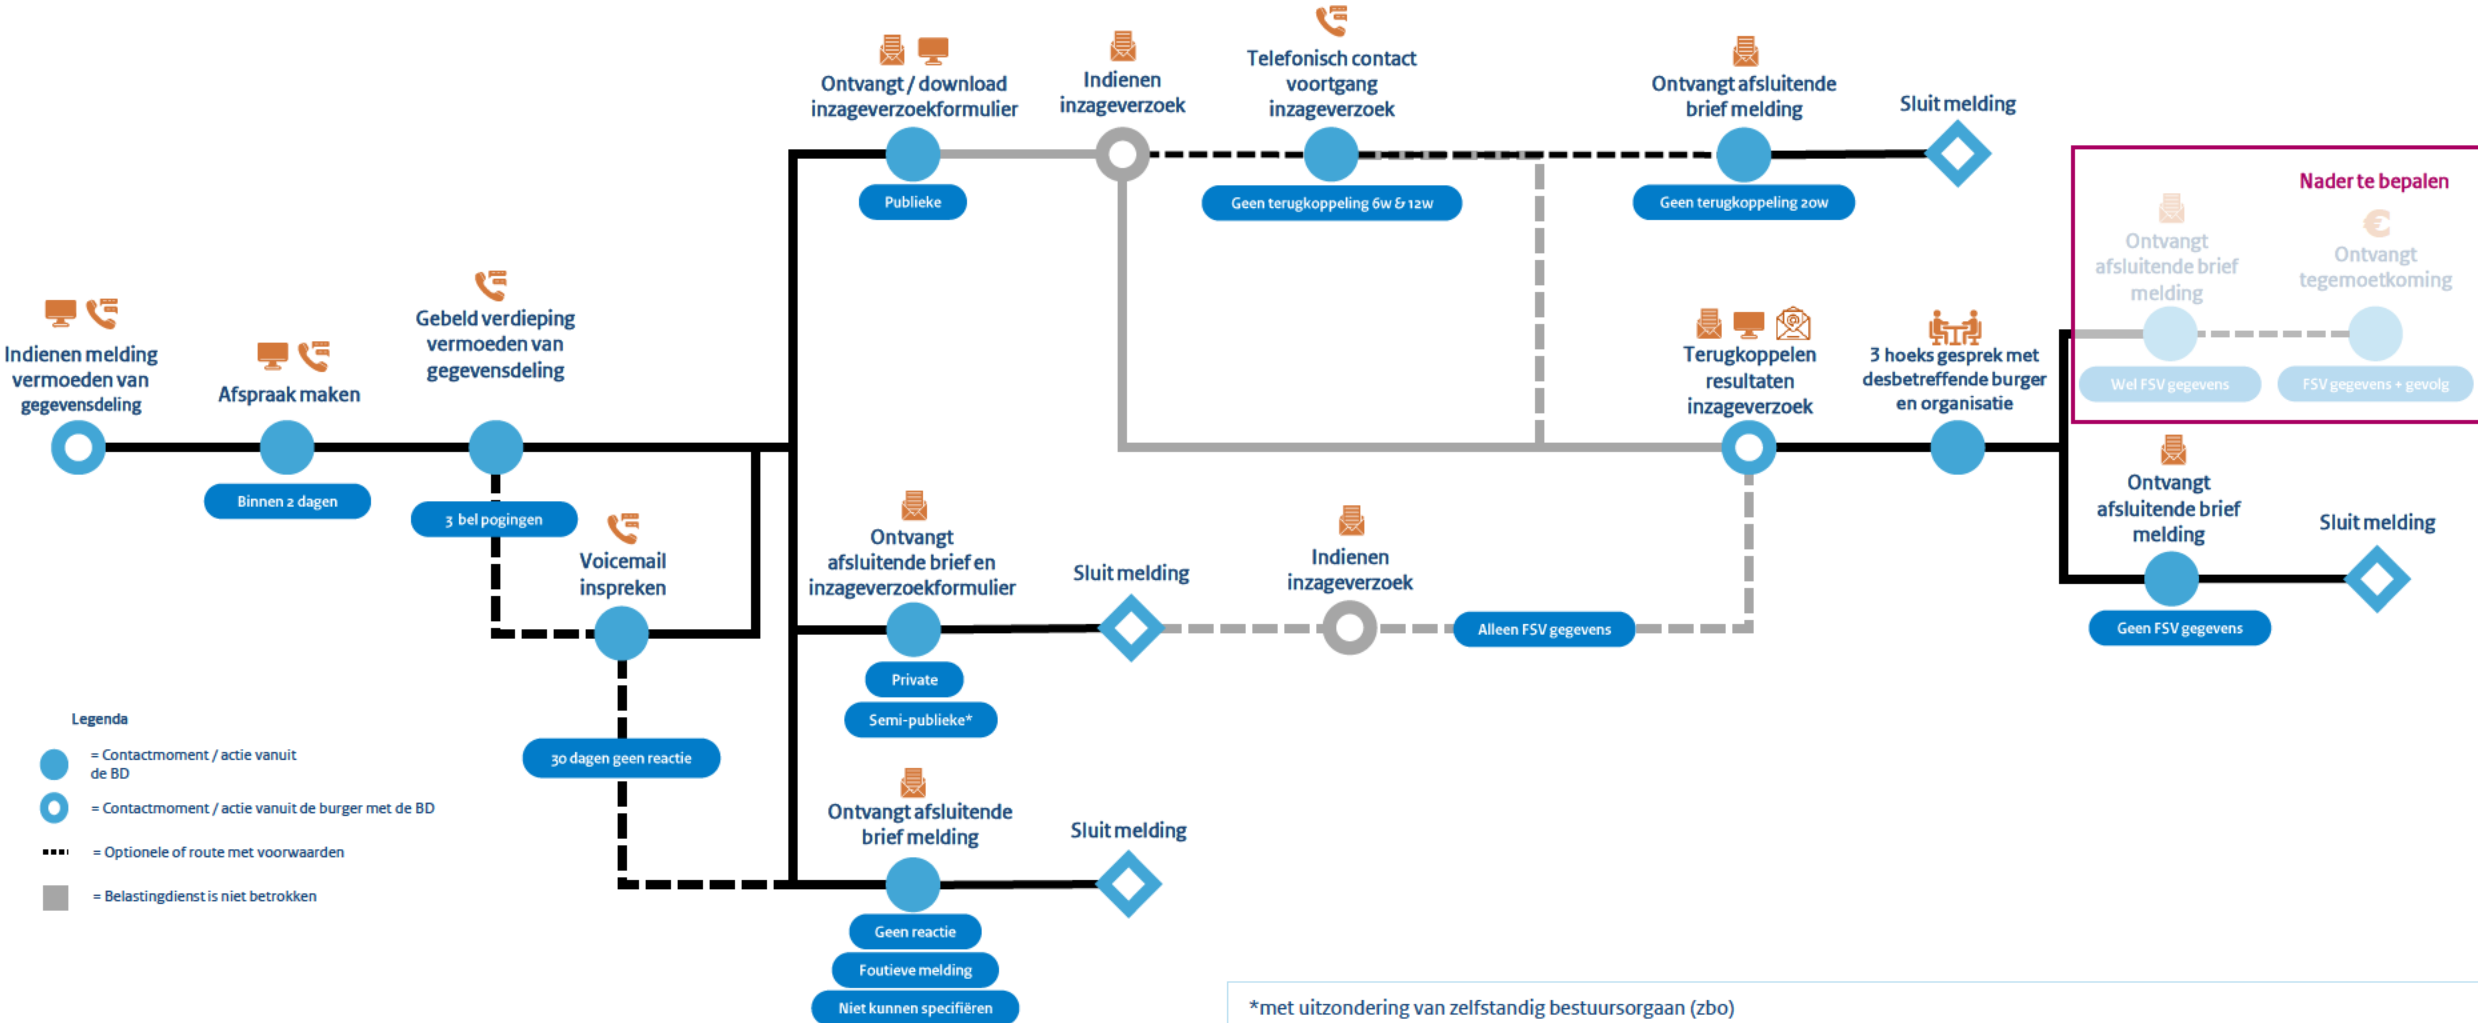 Ontvangt / download
inzageverzoekformulier
Publieke
Indienen
inzageverzoek
Telefonisch contact
voortgang
inzageverzoek
Geen terugkoppeling 6w & 12w
Ontvangt afsluitende
brief melding
Geen terugkoppeling 20w
Sluit melding
Nader te bepalen
Ontvangt
afsluitende brief
melding
Wel FSV gegevens
Ontvangt
tegemoetkoming
FSV gegevens + gevolg
Indienen melding
vermoeden van
gegevensdeling
Afspraak maken
Binnen 2 dagen
Gebeld verdieping
vermoeden van
gegevensdeling
3 bel pogingen
Voicemail
inspreken
30 dagen geen reactie
Terugkoppelen
resultaten
inzageverzoek
3 hoeks gesprek met
desbetreffende burger
en organisatie
Ontvangt
afsluitende brief
melding
Geen FSV gegevens
Sluit melding
Ontvangt
afsluitende brief en
inzageverzoekformulier
Private
Semi-publieke*
Sluit melding
Indienen
inzageverzoek
Alleen FSV gegevens
Ontvangt afsluitende
brief melding
Geen reactie
Foutieve melding
Niet kunnen specifiëren
Sluit melding
Legenda
= Contactmoment / actie vanuit
de BD
= Contactmoment / actie vanuit de burger met de BD
= Optionele of route met voorwaarden
= Belastingdienst is niet betrokken
*met uitzondering van zelfstandig bestuursorgaan (zbo)